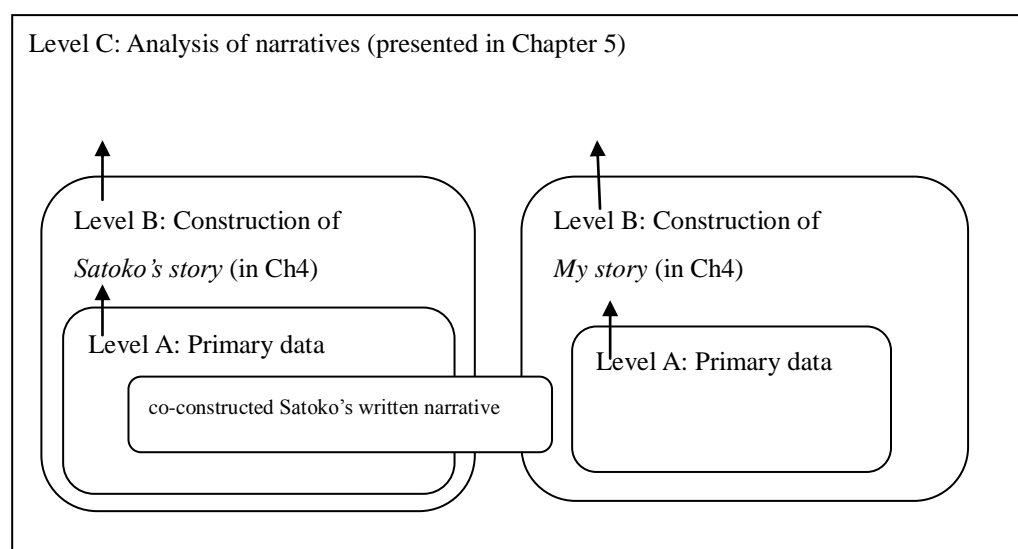 Level C: Analysis of narratives (presented in Chapter 5)
Level B: Construction of
Satoko’s story (in Ch4)
Level A: Primary data
co-constructed Satoko’s written narrative
Level B: Construction of
My story (in Ch4)
Level A: Primary data